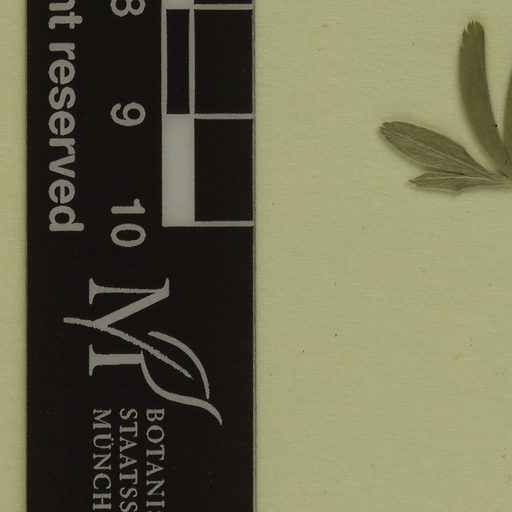 nt reserved
8
9
10
BOTANI
STAATSS
MÜNCH